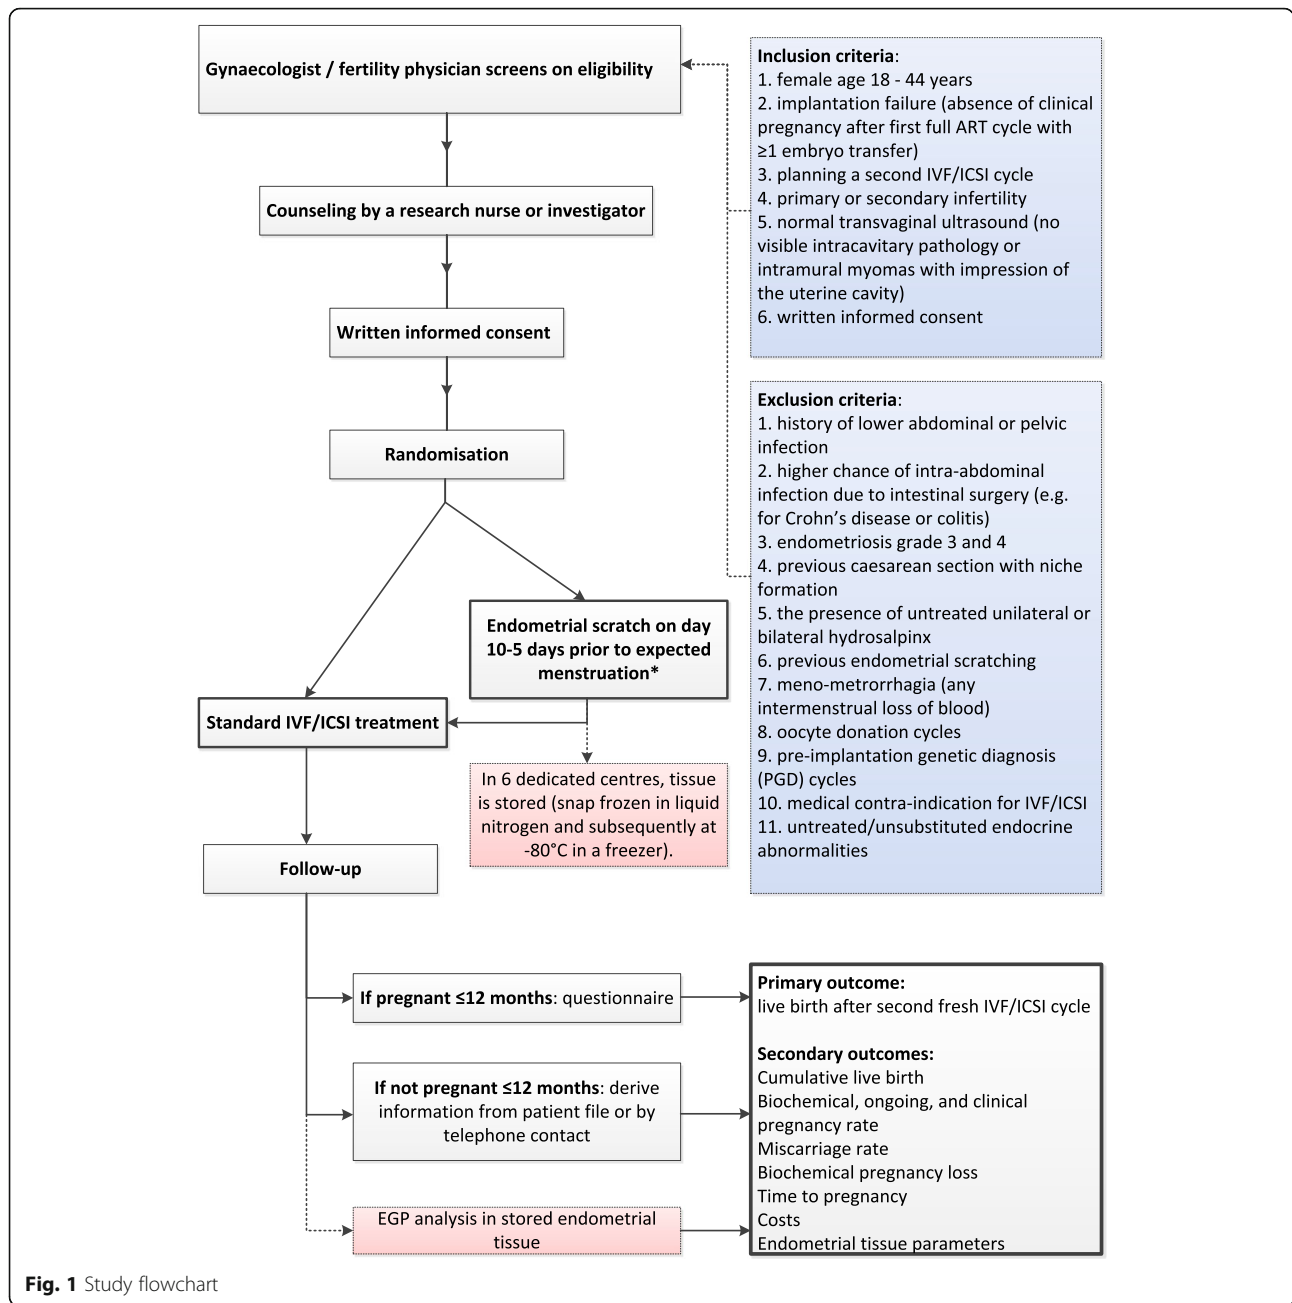 Gynaecologist / fertility physician screens on eligibility
Counseling by a research nurse or investigator
Written informed consent
Randomisation
Endometrial scratch on day
10-5 days prior to expected
menstruation*
Standard IVF/ICSI treatment
In 6 dedicated centres, tissue
is stored (snap frozen in liquid
nitrogen and subsequently at
-80°C in a freezer).
Follow-up
If pregnant ≤12 months: questionnaire
If not pregnant ≤12 months: derive
information from patient file or by
telephone contact
EGP analysis in stored endometrial
tissue
Inclusion criteria:
1. female age 18 - 44 years
2. implantation failure (absence of clinical
pregnancy after first full ART cycle with
≥1 embryo transfer)
3. planning a second IVF/ICSI cycle
4. primary or secondary infertility
5. normal transvaginal ultrasound (no
visible intracavitary pathology or
intramural myomas with impression of
the uterine cavity)
6. written informed consent
Exclusion criteria:
1. history of lower abdominal or pelvic
infection
2. higher chance of intra-abdominal
infection due to intestinal surgery (e.g.
for Crohn's disease or colitis)
3. endometriosis grade 3 and 4
4. previous caesarean section with niche
formation
5. the presence of untreated unilateral or
bilateral hydrosalpinx
6. previous endometrial scratching
7. meno-metrorrhagia (any
intermenstrual loss of blood)
8. oocyte donation cycles
9. pre-implantation genetic diagnosis
(PGD) cycles
10. medical contra-indication for IVF/ICSI
11. untreated/unsubstituted endocrine
abnormalities
Primary outcome:
live birth after second fresh IVF/ICSI cycle
Secondary outcomes:
Cumulative live birth
Biochemical, ongoing, and clinical
pregnancy rate
Miscarriage rate
Biochemical pregnancy loss
Time to pregnancy
Costs
Endometrial tissue parameters
Fig. 1 Study flowchart